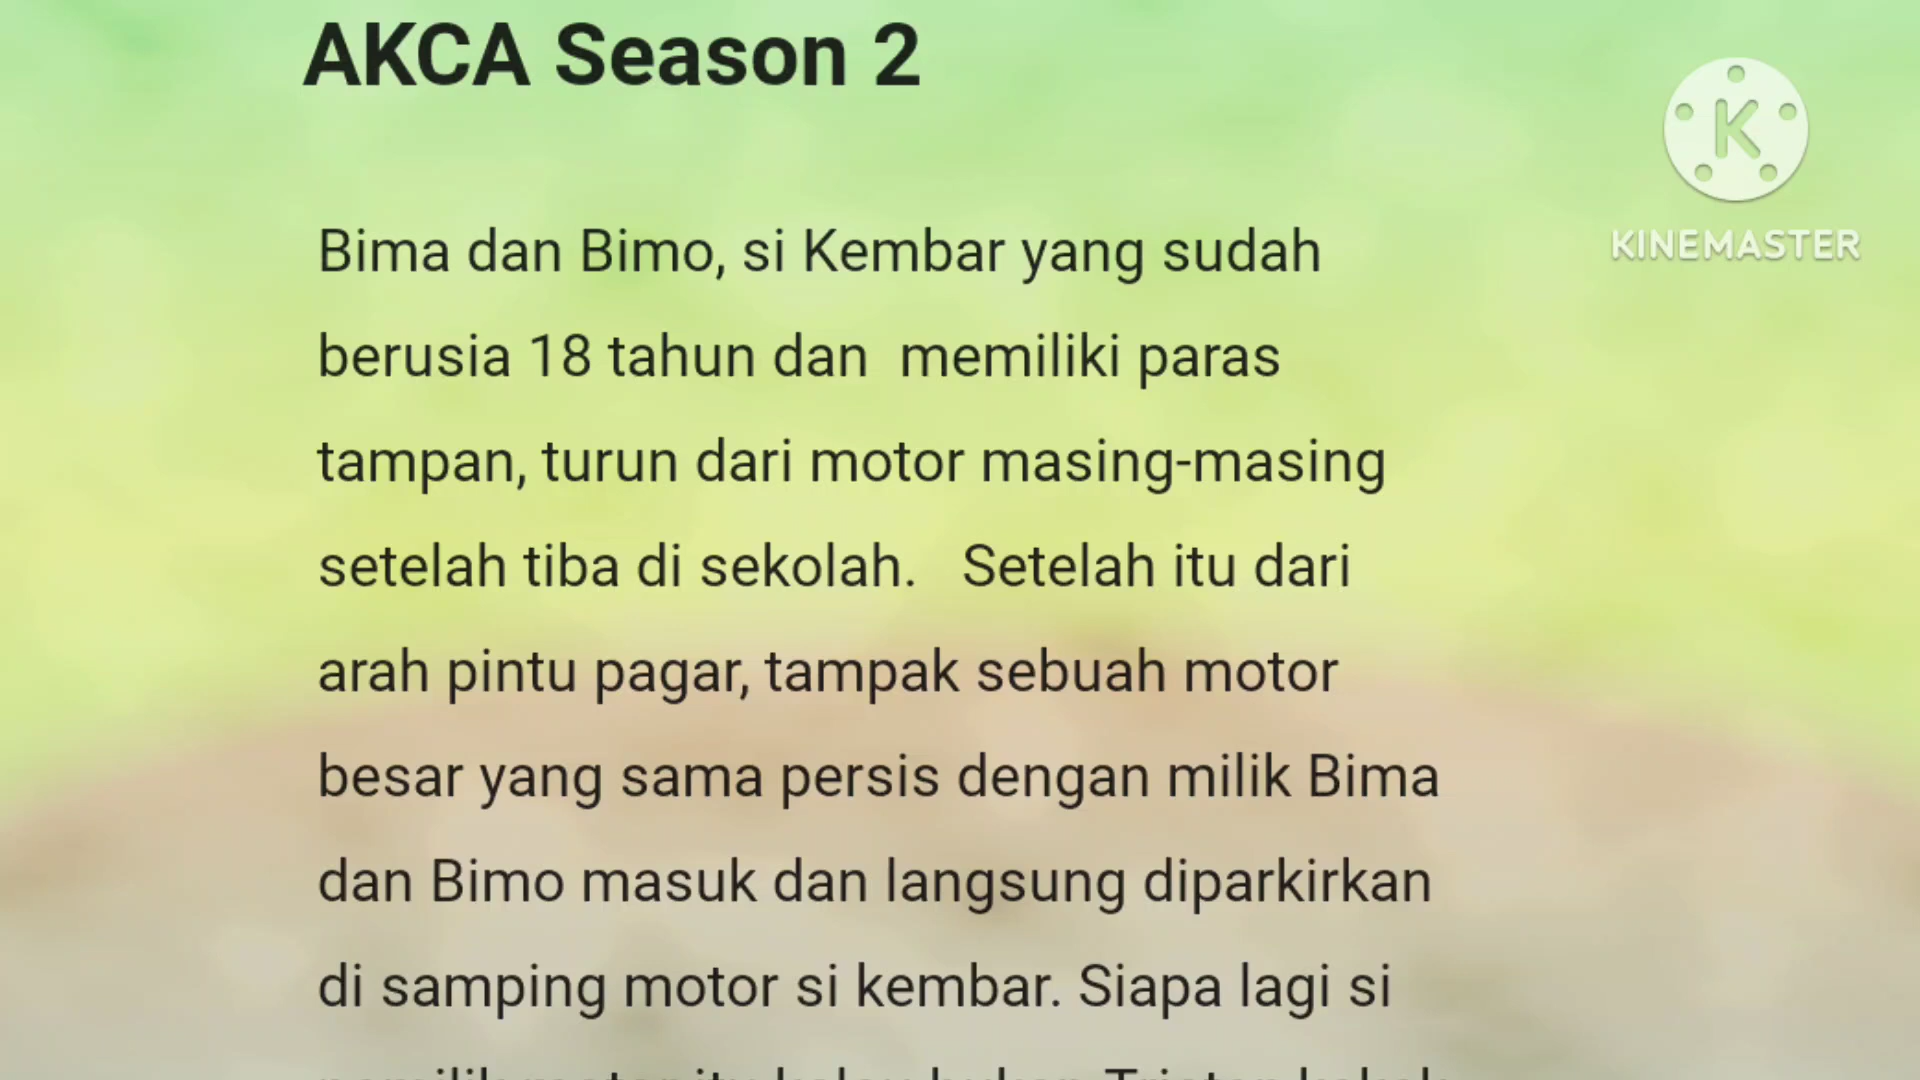 AKCA Season 2
K
KINEMASTER
Bima dan Bimo, si Kembar yang sudah
berusia 18 tahun dan  memiliki paras
tampan, turun dari motor masing-masing
setelah tiba di sekolah.   Setelah itu dari
arah pintu pagar, tampak sebuah motor
besar yang sama persis dengan milik Bima
dan Bimo masuk dan langsung diparkirkan
di samping motor si kembar. Siapa lagi si